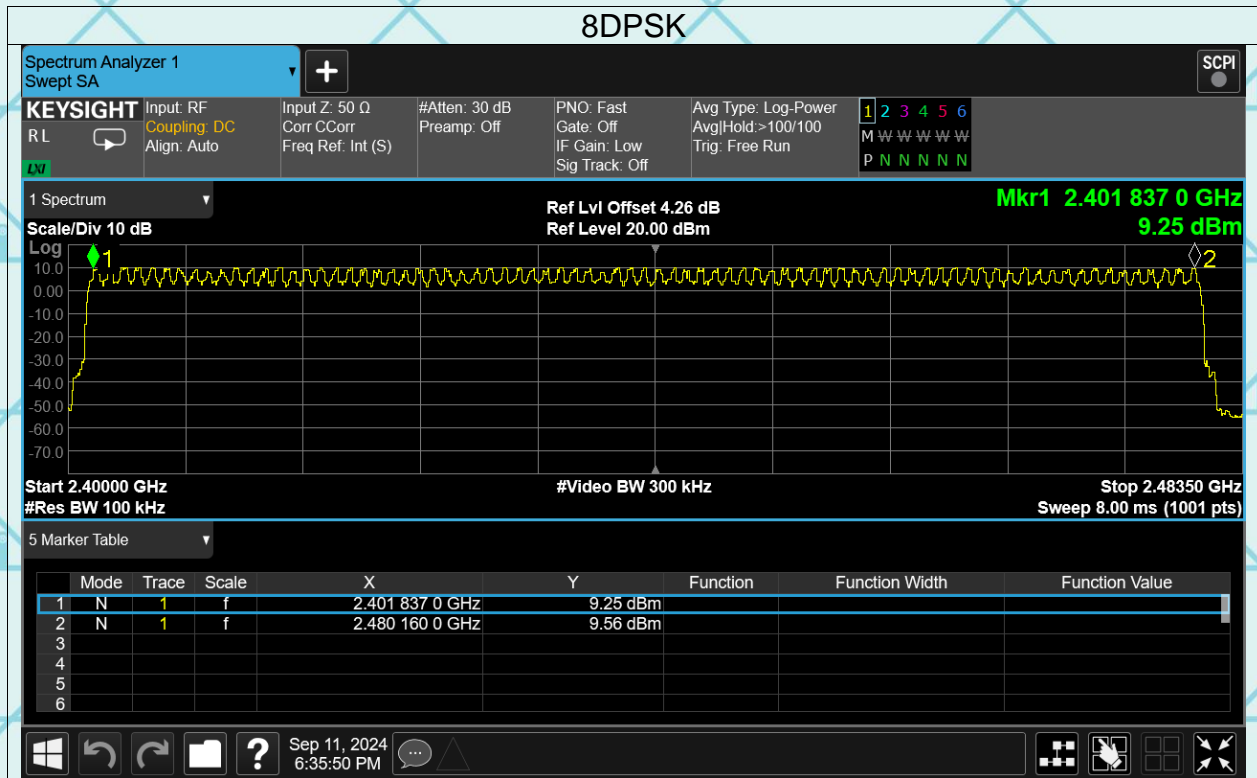 8DPSK
Spectrum Analyzer 1
Swept SA
SCPI
KEYSIGHT
RL
LXI
Input: RF
Coupling: DC
Align: Auto
Input Z: 50 Ω
Corr CCorr
Freq Ref: Int (S)
#Atten: 30 dB
Preamp: Off
PNO: Fast
Gate: Off
IF Gain: Low
Sig Track: Off
Avg Type: Log-Power
Avg|Hold:>100/100
Trig: Free Run
1 2 3 4 5 6
M W W W W W
P N N N N N
1 Spectrum
Scale/Div 10 dB
Ref Lvl Offset 4.26 dB
Ref Level 20.00 dBm
Mkr1 2.401 837 0 GHz
9.25 dBm
Log
1
2
10.0
0.00
-10.0
-20.0
-30.0
-40.0
-50.0
-60.0
-70.0
Start 2.40000 GHz
#Video BW 300 kHz
Stop 2.48350 GHz
#Res BW 100 kHz
Sweep 8.00 ms (1001 pts)
5 Marker Table
Mode Trace Scale X Y Function Function Width Function Value
1 N 1 f 2.401 837 0 GHz 9.25 dBm
2 N 1 f 2.480 160 0 GHz 9.56 dBm
3
4
5
6
?
Sep 11, 2024
6:35:50 PM